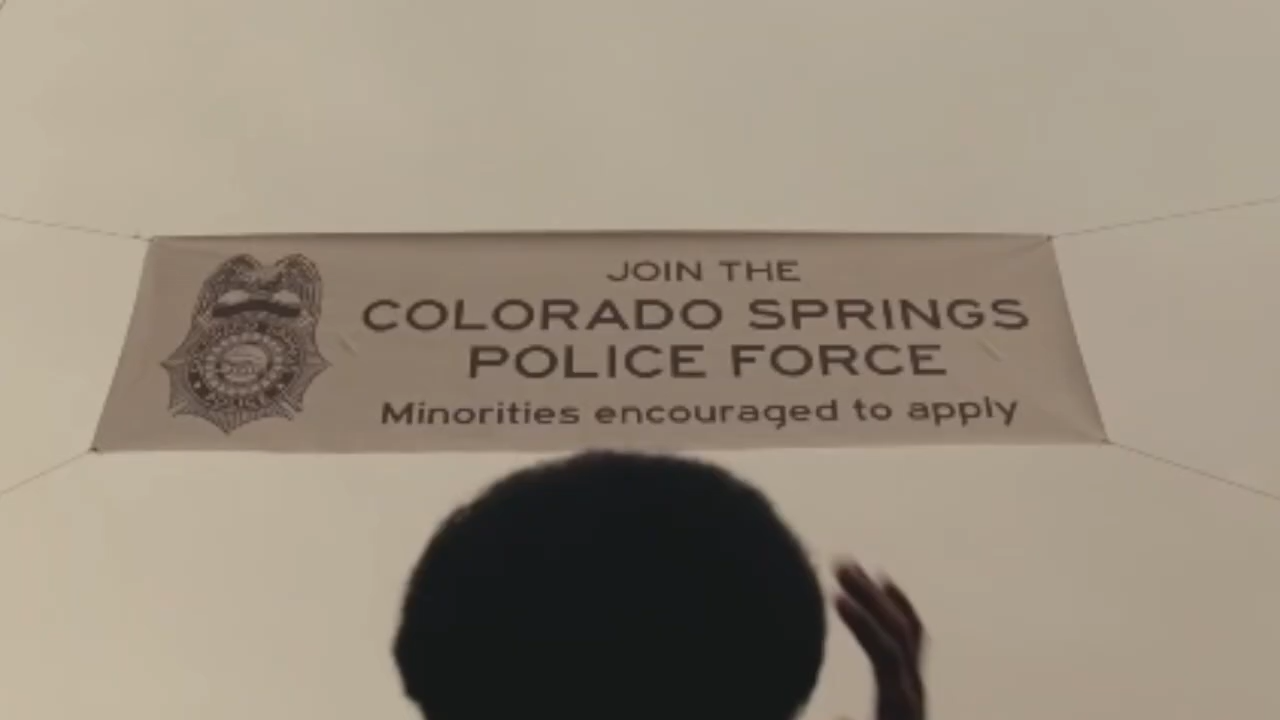 JOIN THE
COLORADO SPRINGS
POLICE FORCE
Minorities encouraged to apply